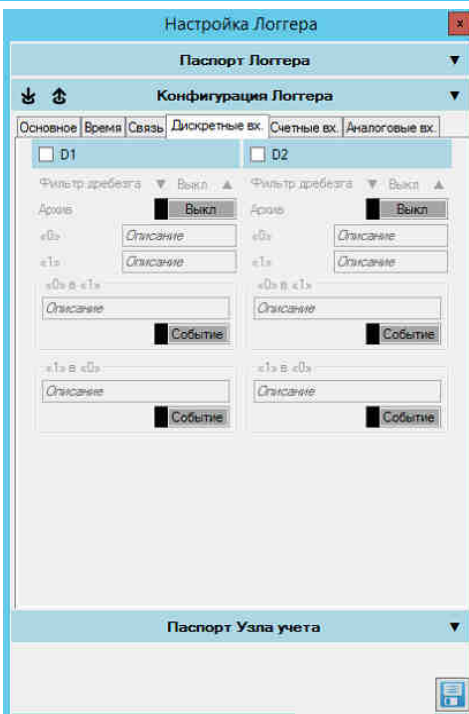 Настройка Логгера x
Паспорт Логгера ▼
Конфигурация Логгера ▼
Основное Время Связь Дискретные вх. Счетные вх. Аналоговые вх.
D1 D2
Фильтр дребезга ▼ Выкл ▲ Фильтр дребезга ▼ Выкл ▲
Архив Выкл Архив Выкл
«0» Описание «0» Описание
«1» Описание «1» Описание
«0» в «1» «0» в «1»
Описание Описание
Событие Событие
«1» в «0» «1» в «0»
Описание Описание
Событие Событие
Паспорт Узла учета ▼